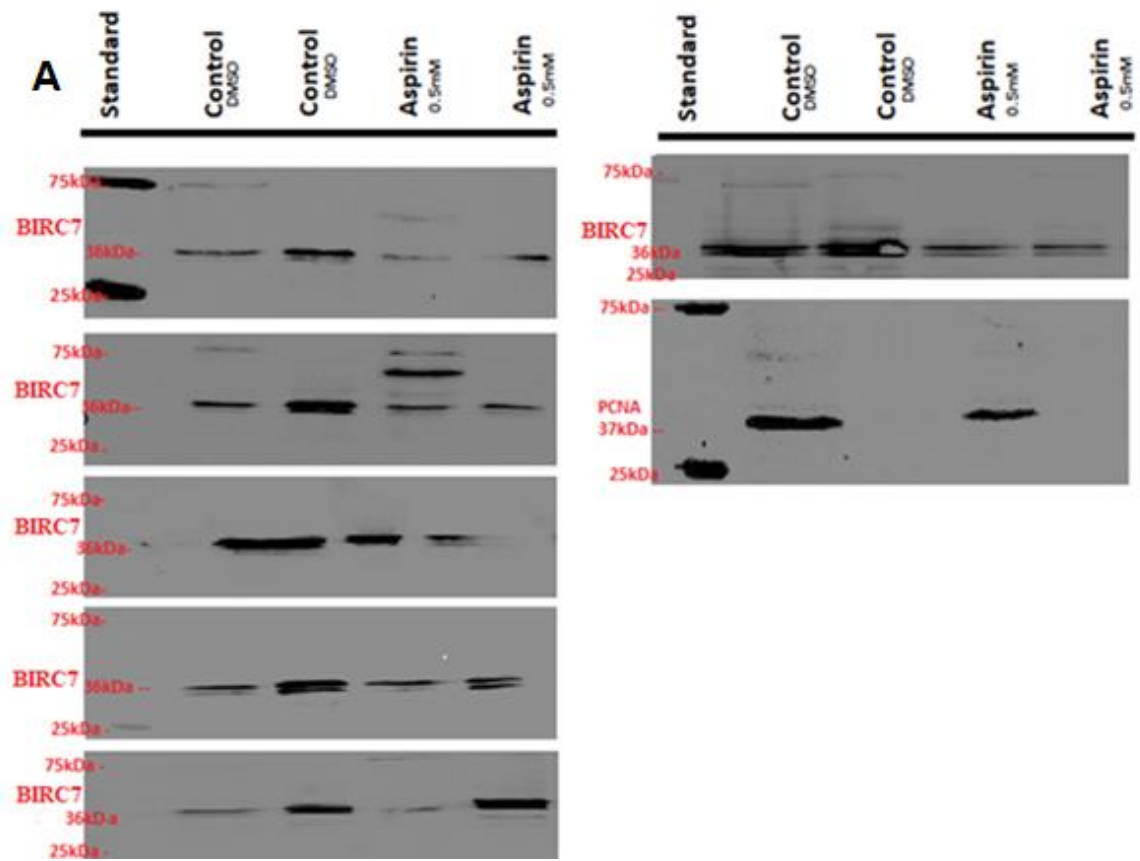 A
Standard
Control
DMSO
Control
DMSO
Aspirin
0.5mM
Aspirin
0.5mM
75kDa
BIRC7
36kDa-
25kDa-
75kDa-
BIRC7
36kDa--
25kDa-
75kDa-
BIRC7
36kDa-
25kDa-
75kDa-
BIRC7
36kDa --
25kDa -
75kDa -
BIRC7
36kDa
25kDa -
Standard
Control
DMSO
Control
DMSO
Aspirin
0.5mM
Aspirin
0.5mM
75kDa -
BIRC7
36kDa
25kDa
75kDa --
PCNA
37kDa --
25kDa